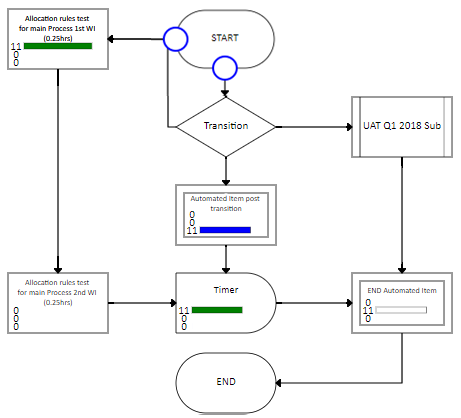 Allocation rules test
for main Process 1st WI
(0.25hrs)
11
0
0
START
Transition
UAT Q1 2018 Sub
Automated Item post
transition
0
0
11
Allocation rules test
for main Process 2nd WI
(0.25hrs)
0
0
0
Timer
11
0
0
END Automated Item
0
11
0
END